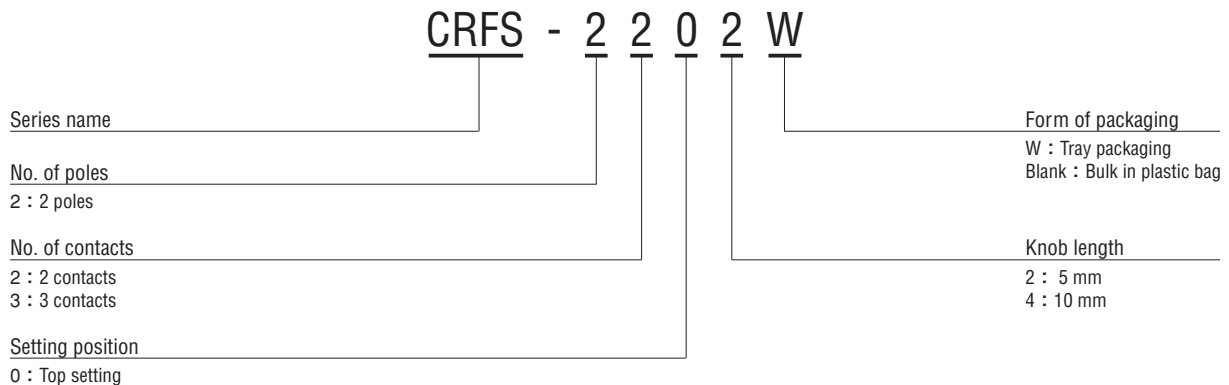 CRFS - 2 2 0 2 W
Series name
No. of poles
2 : 2 poles
No. of contacts
2 : 2 contacts
3 : 3 contacts
Setting position
0 : Top setting
Form of packaging
W : Tray packaging
Blank : Bulk in plastic bag
Knob length
2 : 5 mm
4 : 10 mm